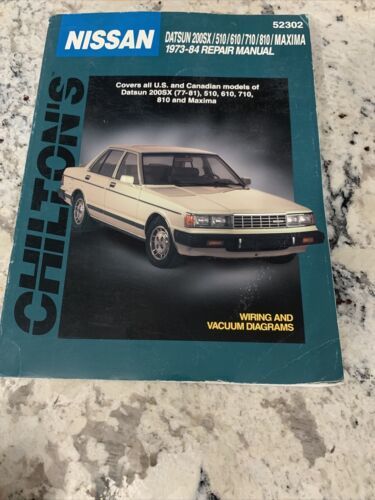 52302
NISSAN
DATSUN 200SX/510/610/710/810/MAXIMA
1973-84 REPAIR MANUAL
Covers all U.S. and Canadian models of
Datsun 200SX (77-81), 510, 610, 710,
810 and Maxima
CHILTON'S
WIRING AND
VACUUM DIAGRAMS